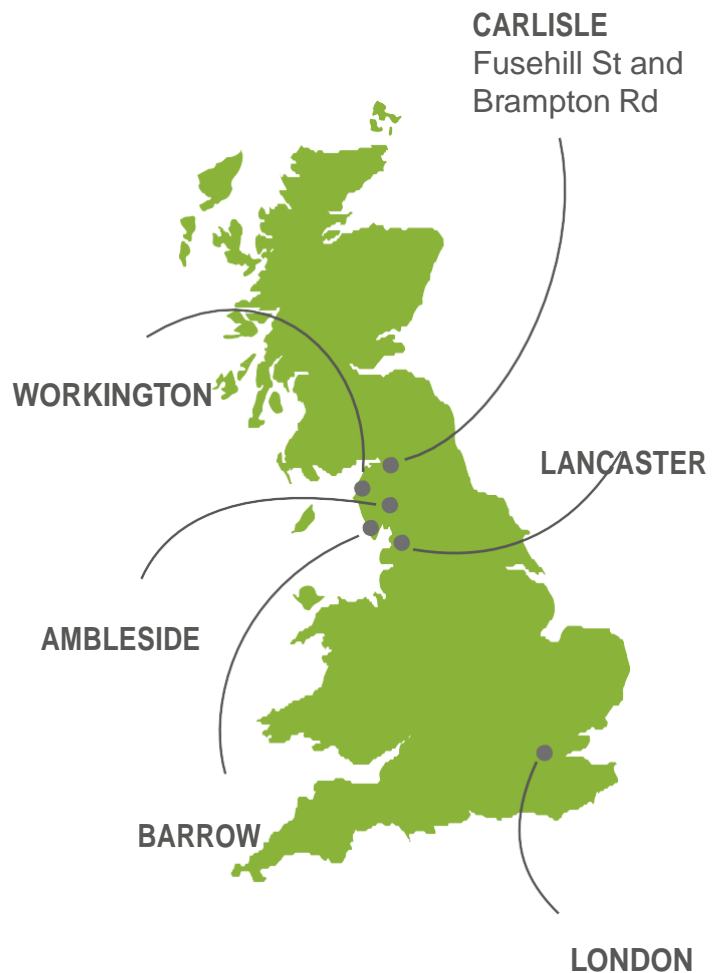 CARLISLE
Fusehill St and
Brampton Rd
WORKINGTON
LANCASTER
AMBLESIDE
BARROW
LONDON